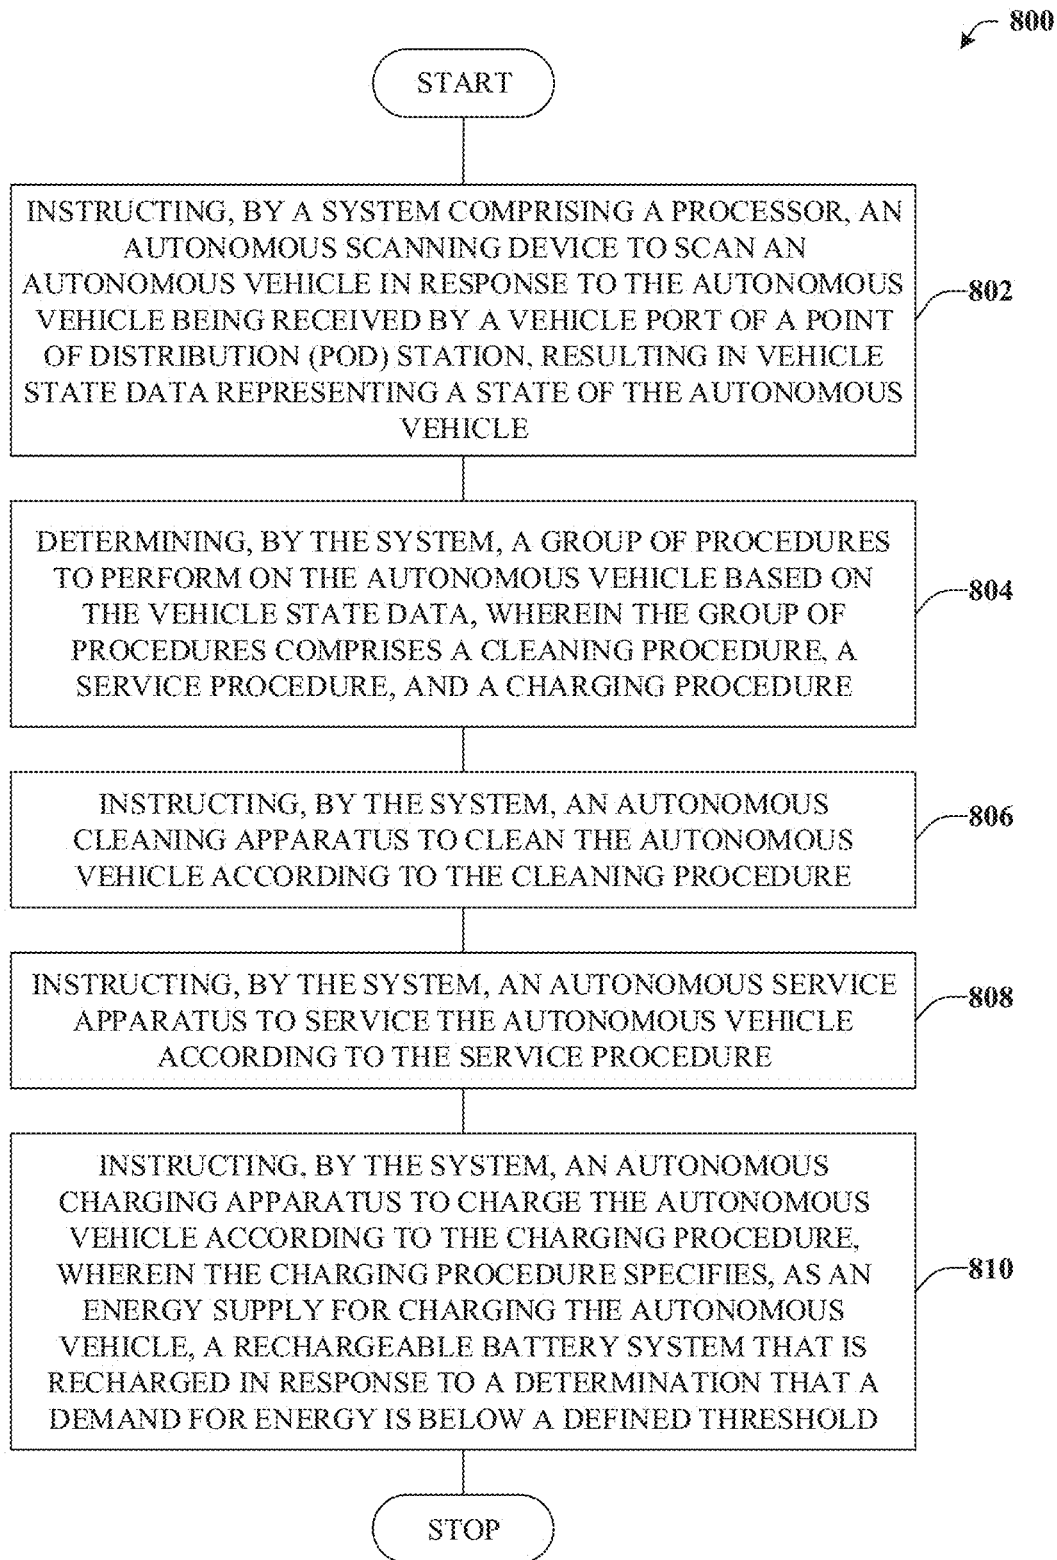 800
START
INSTRUCTING, BY A SYSTEM COMPRISING A PROCESSOR, AN
AUTONOMOUS SCANNING DEVICE TO SCAN AN
AUTONOMOUS VEHICLE IN RESPONSE TO THE AUTONOMOUS
VEHICLE BEING RECEIVED BY A VEHICLE PORT OF A POINT
OF DISTRIBUTION (POD) STATION, RESULTING IN VEHICLE
STATE DATA REPRESENTING A STATE OF THE AUTONOMOUS
VEHICLE
802
DETERMINING, BY THE SYSTEM, A GROUP OF PROCEDURES
TO PERFORM ON THE AUTONOMOUS VEHICLE BASED ON
THE VEHICLE STATE DATA, WHEREIN THE GROUP OF
PROCEDURES COMPRISES A CLEANING PROCEDURE, A
SERVICE PROCEDURE, AND A CHARGING PROCEDURE
804
INSTRUCTING, BY THE SYSTEM, AN AUTONOMOUS
CLEANING APPARATUS TO CLEAN THE AUTONOMOUS
VEHICLE ACCORDING TO THE CLEANING PROCEDURE
806
INSTRUCTING, BY THE SYSTEM, AN AUTONOMOUS SERVICE
APPARATUS TO SERVICE THE AUTONOMOUS VEHICLE
ACCORDING TO THE SERVICE PROCEDURE
808
INSTRUCTING, BY THE SYSTEM, AN AUTONOMOUS
CHARGING APPARATUS TO CHARGE THE AUTONOMOUS
VEHICLE ACCORDING TO THE CHARGING PROCEDURE,
WHEREIN THE CHARGING PROCEDURE SPECIFIES, AS AN
ENERGY SUPPLY FOR CHARGING THE AUTONOMOUS
VEHICLE, A RECHARGEABLE BATTERY SYSTEM THAT IS
RECHARGED IN RESPONSE TO A DETERMINATION THAT A
DEMAND FOR ENERGY IS BELOW A DEFINED THRESHOLD
810
STOP